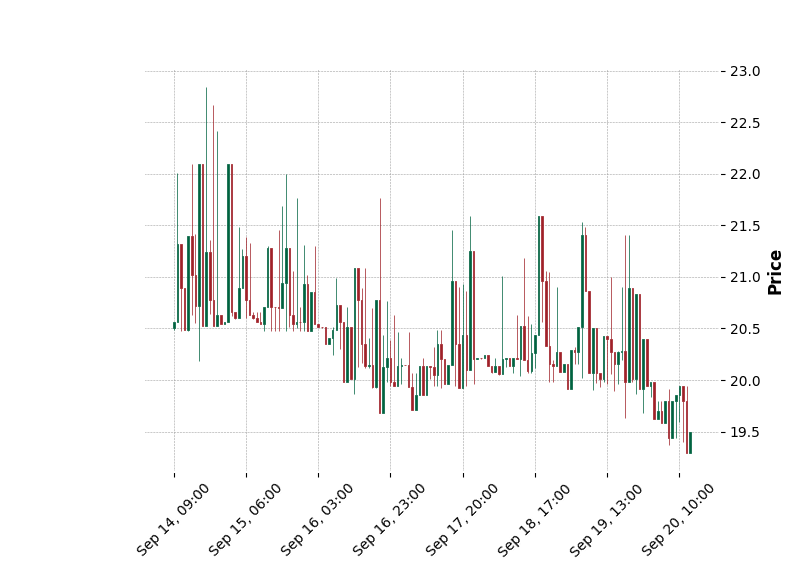 23.0
22.5
22.0
21.5
21.0
20.5
20.0
19.5
Price
Sep 14, 09:00
Sep 15, 06:00
Sep 16, 03:00
Sep 16, 23:00
Sep 17, 20:00
Sep 18, 17:00
Sep 19, 13:00
Sep 20, 10:00